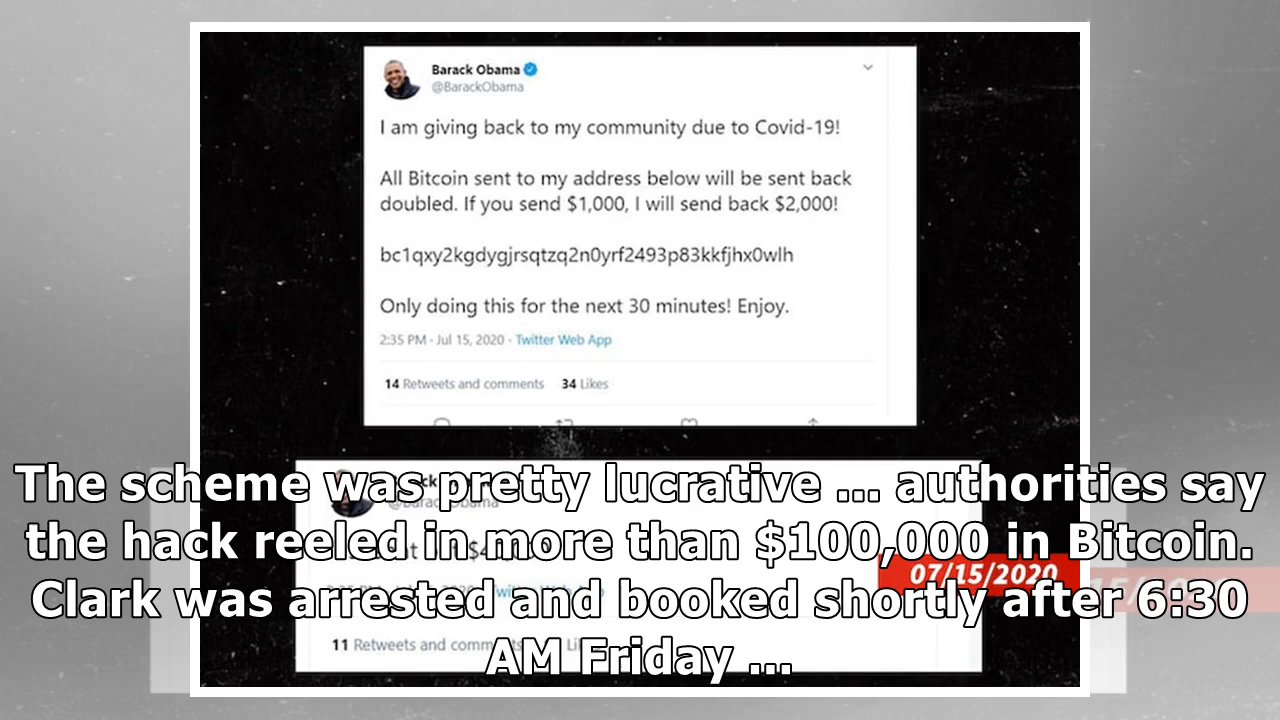 Barack Obama
@BarackObama
I am giving back to my community due to Covid-19!
All Bitcoin sent to my address below will be sent back
doubled. If you send $1,000, I will send back $2,000!
bc1qxy2kgdygjrsqtzq2n0yrf2493p83kkfjhx0wlh
Only doing this for the next 30 minutes! Enjoy.
2:35 PM - Jul 15, 2020 - Twitter Web App
14 Retweets and comments 34 Likes
The scheme was pretty lucrative ... authorities say
the hack reeled in more than $100,000 in Bitcoin.
07/15/2020
Clark was arrested and booked shortly after 6:30
11 Retweets and comments
AM Friday ...